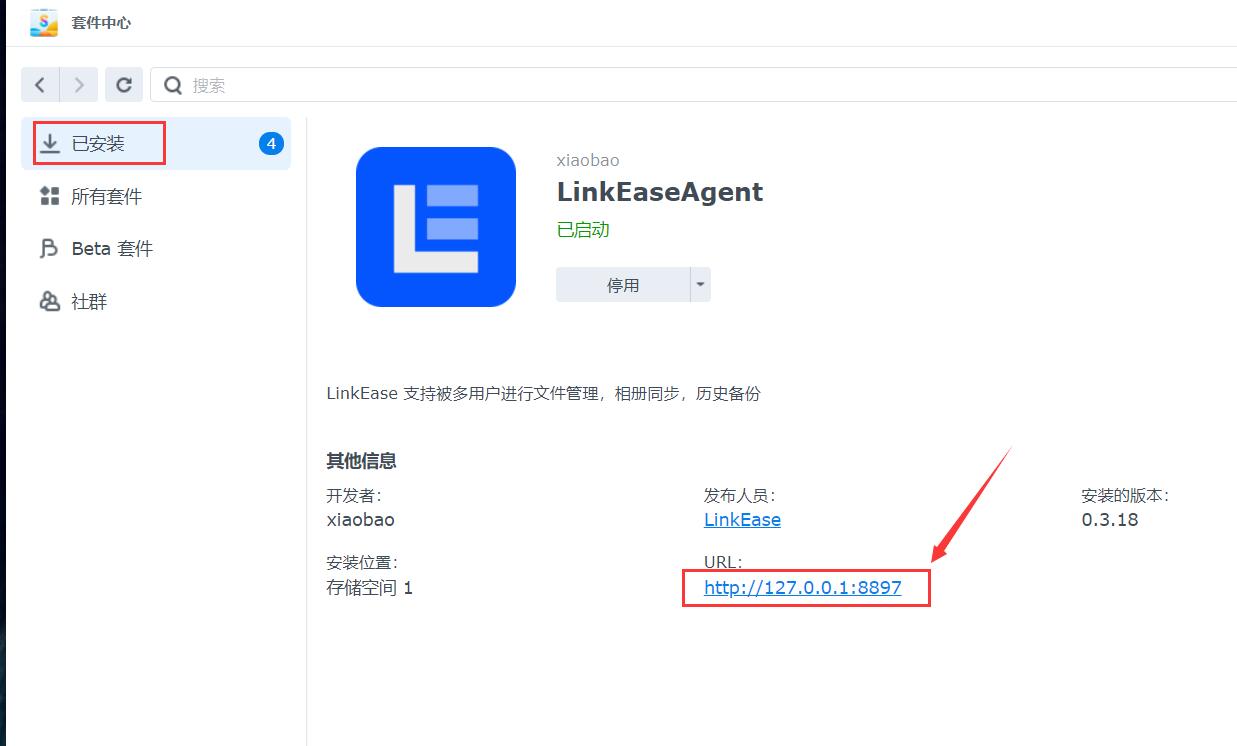 套件中心
搜索
已安装
4
所有套件
Beta 套件
社群
xiaobao
LinkEaseAgent
已启动
停用
LinkEase 支持被多用户进行文件管理，相册同步，历史备份
其他信息
开发者:
xiaobao
发布人员:
LinkEase
安装的版本:
0.3.18
安装位置:
存储空间 1
URL:
http://127.0.0.1:8897